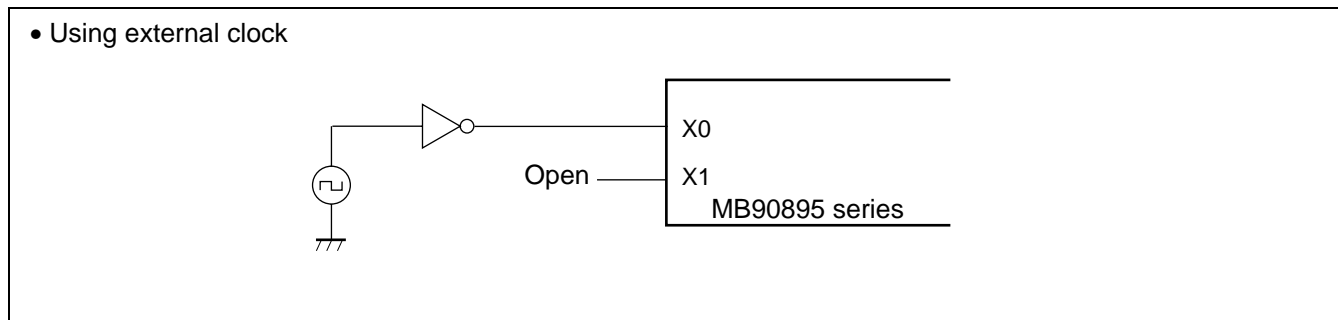 • Using external clock
X0
Open
X1
MB90895 series